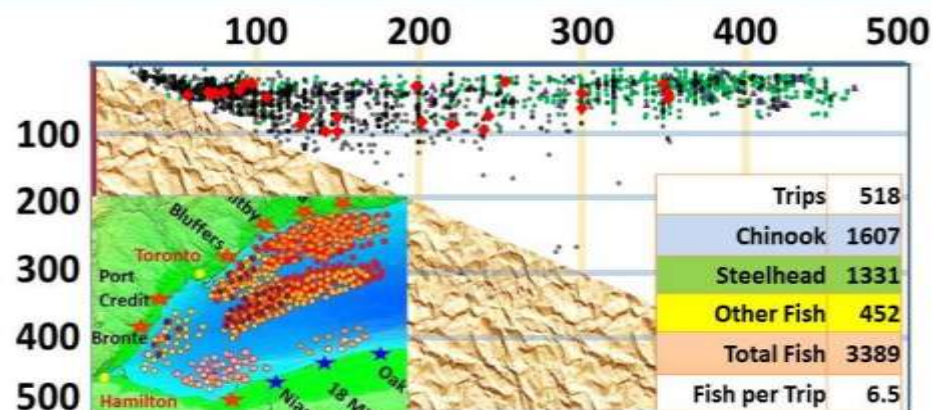 100 200 300 400 500
100
200
300
400
500
Trips 518
Chinook 1607
Steelhead 1331
Other Fish 452
Total Fish 3389
Fish per Trip 6.5
Bluffers
Toronto
Port
Credit
Bronte
Hamilton
Oak
18